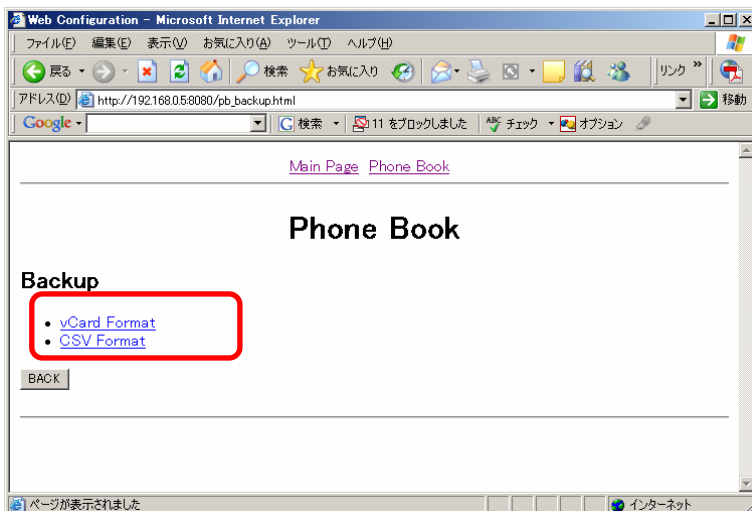 Web Configuration - Microsoft Internet Explorer
ファイル(F) 編集(E) 表示(V) お気に入り(A) ツール(T) ヘルプ(H)
戻る 検索 お気に入り リンク »
アドレス(D) http://192.168.0.5:8080/pb_backup.html 移動
Google 検索 11 をブロックしました ABC チェック オプション
Main Page Phone Book
Phone Book
Backup
• vCard Format
• CSV Format
BACK
ページが表示されました インターネット